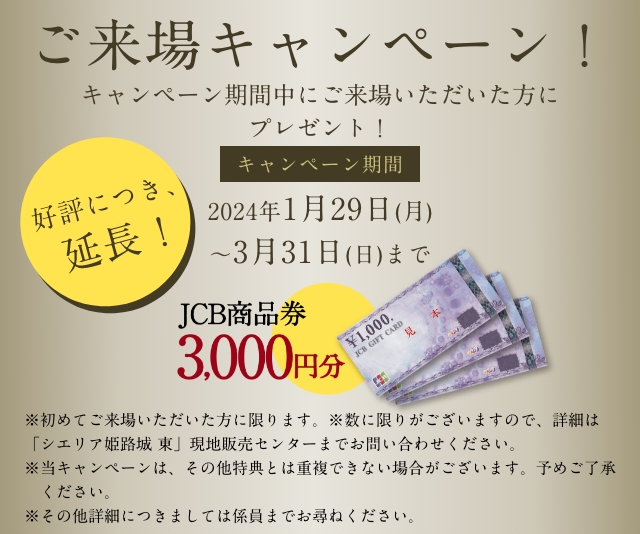 ご来場キャンペーン！
キャンペーン期間中にご来場いただいた方に
プレゼント！
キャンペーン期間
好評につき、
延長！
2024年1月29日(月)
～3月31日(日)まで
JCB商品券
3,000円分
¥1,000.
JCB GIFT CARD
見本
JCB
※初めてご来場いただいた方に限ります。※数に限りがございますので、詳細は
「シエリア姫路城 東」現地販売センターまでお問い合わせください。
※当キャンペーンは、その他特典とは重複できない場合がございます。予めご了承
ください。
※その他詳細につきましては係員までお尋ねください。